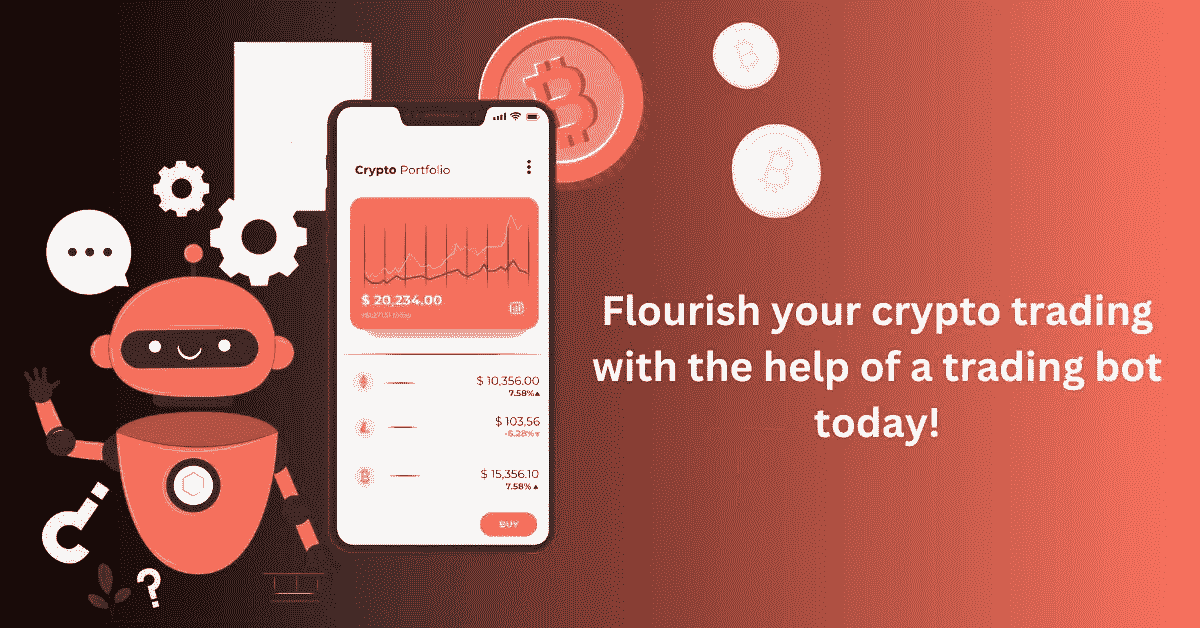 Crypto Portfolio
$ 20,234.00
$ 10,356.00
7.58%▲
$ 103,56
-6.28%▼
$ 15,356.10
7.58% ▲
BUY
Flourish your crypto trading
with the help of a trading bot
today!